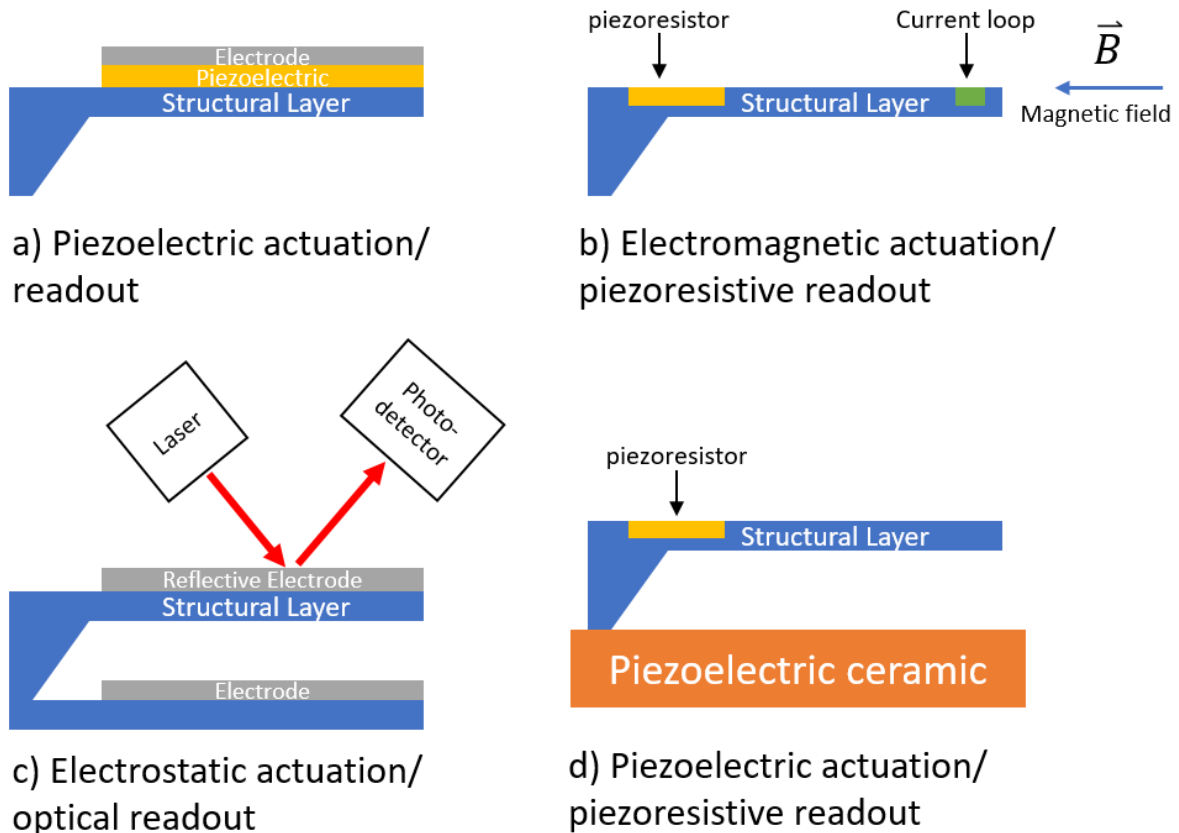 Electrode
Piezoelectric
Structural Layer
a) Piezoelectric actuation/
readout
piezoresistor
Current loop
B
Structural Layer
Magnetic field
b) Electromagnetic actuation/
piezoresistive readout
Laser
Photo-
detector
Reflective Electrode
Structural Layer
Electrode
c) Electrostatic actuation/
optical readout
piezoresistor
Structural Layer
Piezoelectric ceramic
d) Piezoelectric actuation/
piezoresistive readout